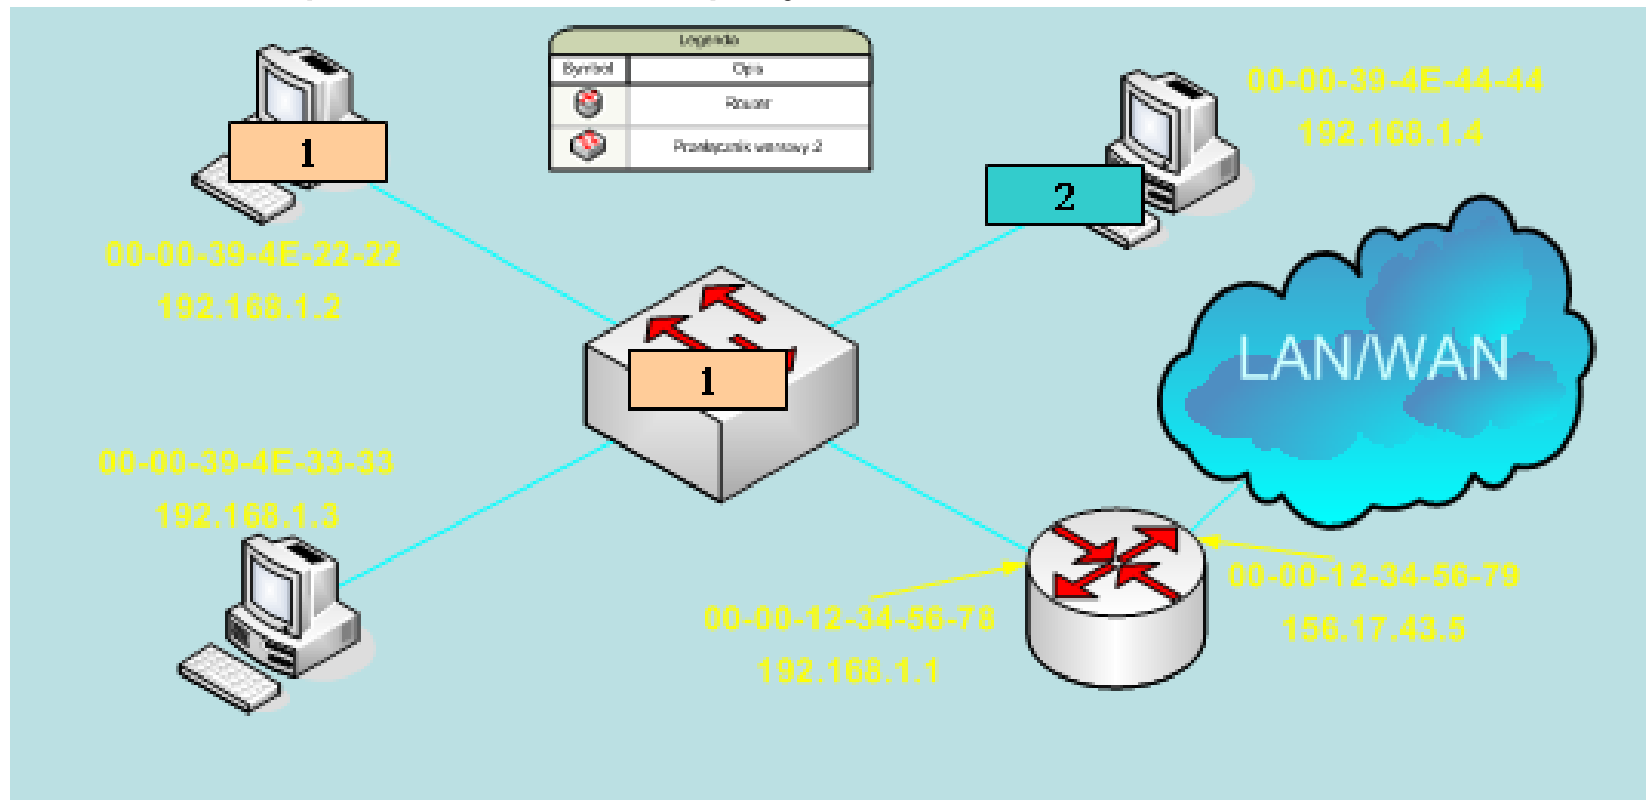 Legenda
Symbol Opis
Router
Przełącznik warstwy 2
1
00-00-39-4E-22-22
192.168.1.2
00-00-39-4E-44-44
192.168.1.4
2
LAN/WAN
1
00-00-39-4E-33-33
192.168.1.3
00-00-12-34-56-78
192.168.1.1
00-00-12-34-56-79
156.17.43.5